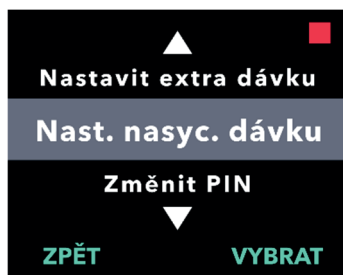 Nastavit extra dávku
Nast. nasyc. dávku
Změnit PIN
ZPĚT VYBRAT